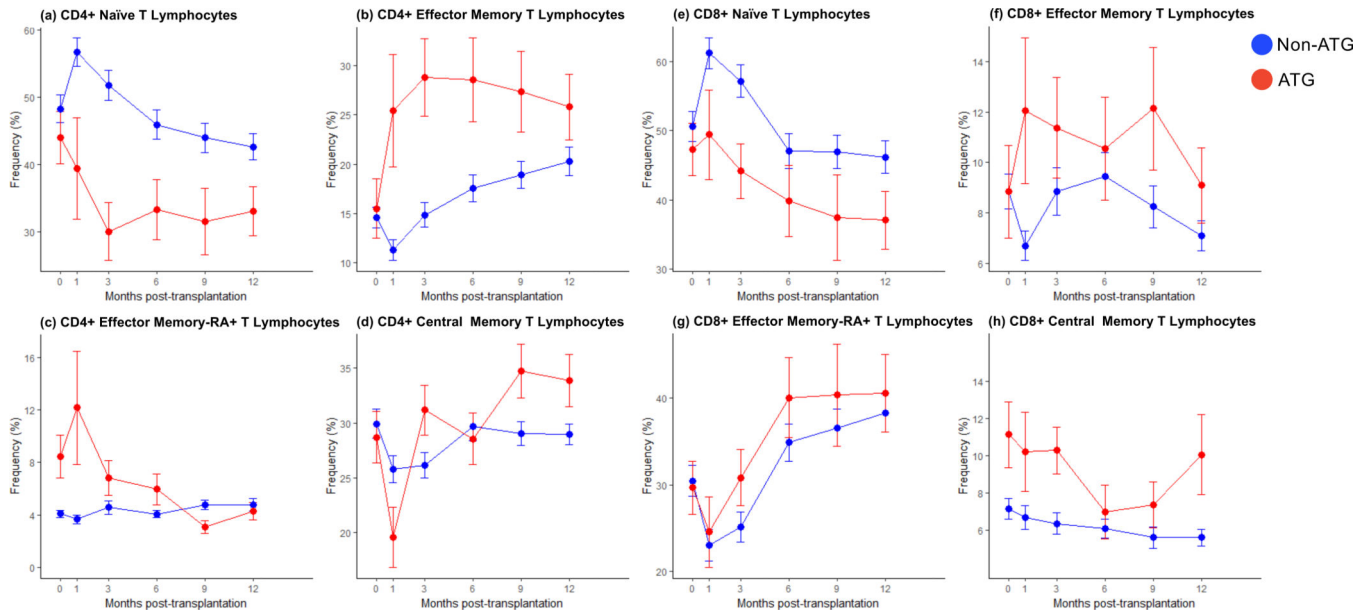 (a) CD4+ Naïve T Lymphocytes
60
50
40
30
Frequency (%)
0 1 3 6 9 12
Months post-transplantation
(b) CD4+ Effector Memory T Lymphocytes
30
25
20
15
10
Frequency (%)
0 1 3 6 9 12
Months post-transplantation
(e) CD8+ Naïve T Lymphocytes
60
50
40
30
Frequency (%)
0 1 3 6 9 12
Months post-transplantation
(f) CD8+ Effector Memory T Lymphocytes
14
12
10
8
6
Frequency (%)
0 1 3 6 9 12
Months post-transplantation
Non-ATG
ATG
(c) CD4+ Effector Memory-RA+ T Lymphocytes
16
12
8
4
0
Frequency (%)
0 1 3 6 9 12
Months post-transplantation
(d) CD4+ Central Memory T Lymphocytes
35
30
25
20
Frequency (%)
0 1 3 6 9 12
Months post-transplantation
(g) CD8+ Effector Memory-RA+ T Lymphocytes
40
30
20
Frequency (%)
0 1 3 6 9 12
Months post-transplantation
(h) CD8+ Central Memory T Lymphocytes
14
12
10
8
6
Frequency (%)
0 1 3 6 9 12
Months post-transplantation